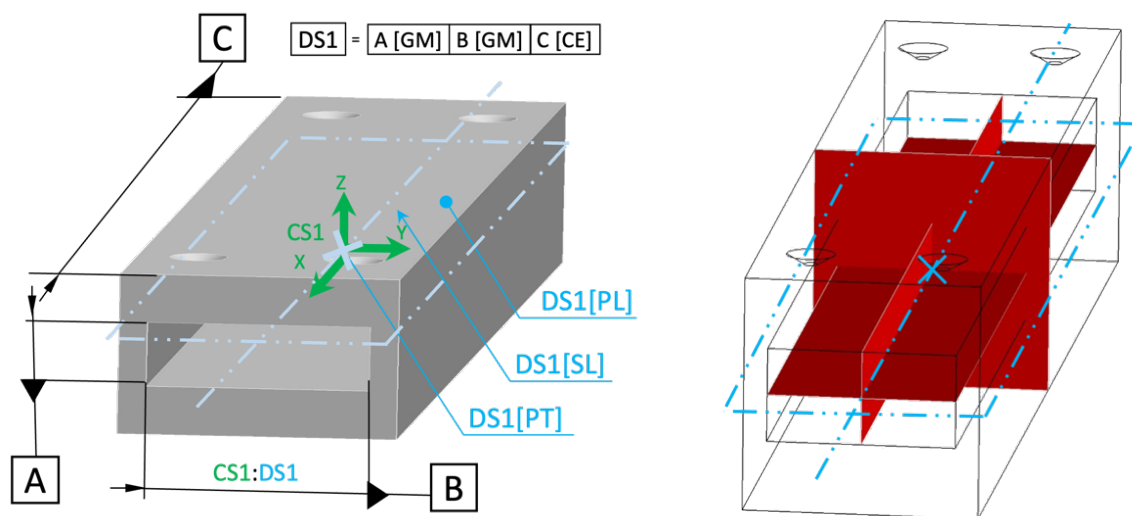 C
DS1 = A [GM] B [GM] C [CE]
Z
CS1
Y
X
DS1[PL]
DS1[SL]
DS1[PT]
A
CS1:DS1
B